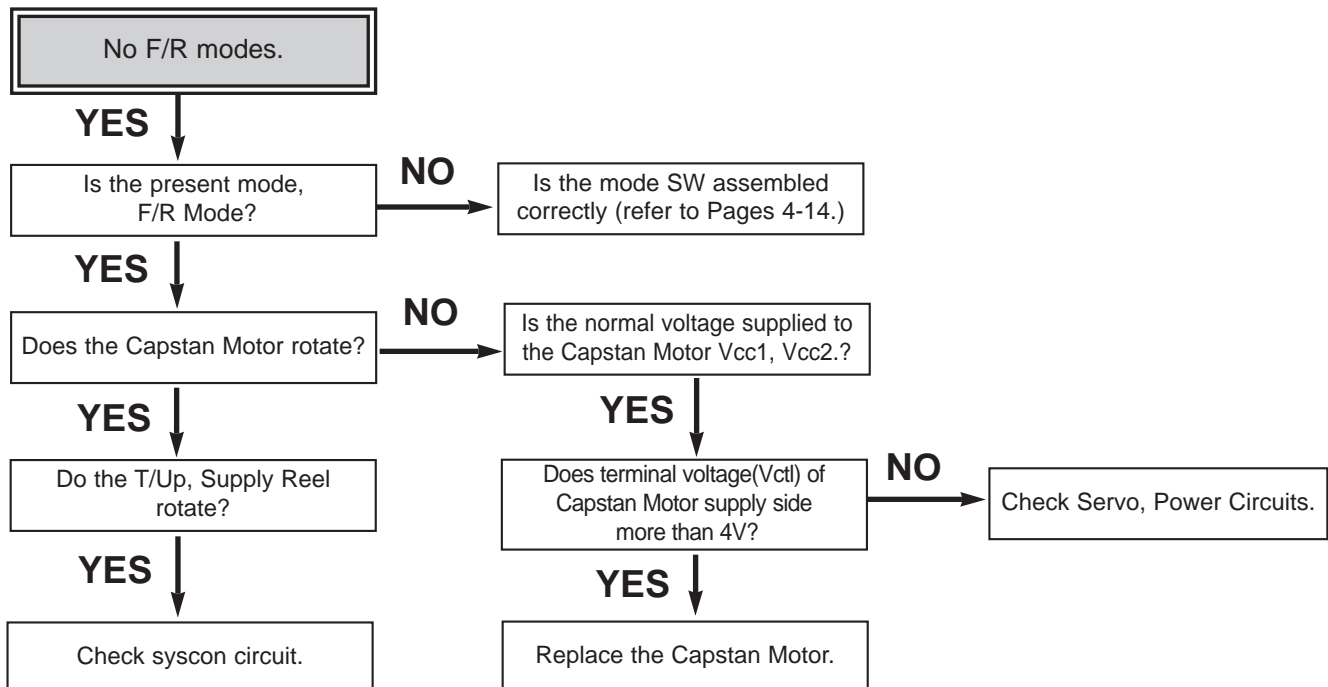 No F/R modes.
YES
Is the present mode,
F/R Mode?
NO
Is the mode SW assembled
correctly (refer to Pages 4-14.)
YES
Does the Capstan Motor rotate?
NO
Is the normal voltage supplied to
the Capstan Motor Vcc1, Vcc2.?
YES
YES
Do the T/Up, Supply Reel
rotate?
Does terminal voltage(Vctl) of
Capstan Motor supply side
more than 4V?
NO
Check Servo, Power Circuits.
YES
YES
Check syscon circuit.
Replace the Capstan Motor.